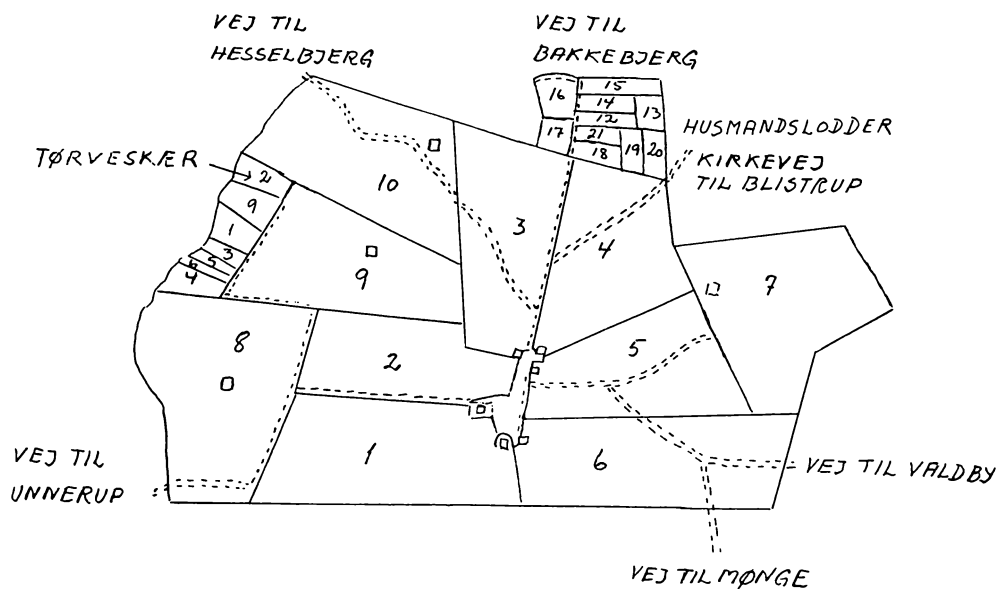 VEJ TIL
HESSELBJERG
VEJ TIL
BAKKEBJERG
15
16
14
13
12
17
21
18
19
20
HUSMANDSLODDER
KIRKEVEJ
TIL BLISTRUP
TØRVESKÆR
2
9
1
3
5
6
4
10
3
4
9
7
8
2
5
1
6
VEJ TIL
UNNERUP
VEJ TIL VALDBY
VEJ TIL MØNGE